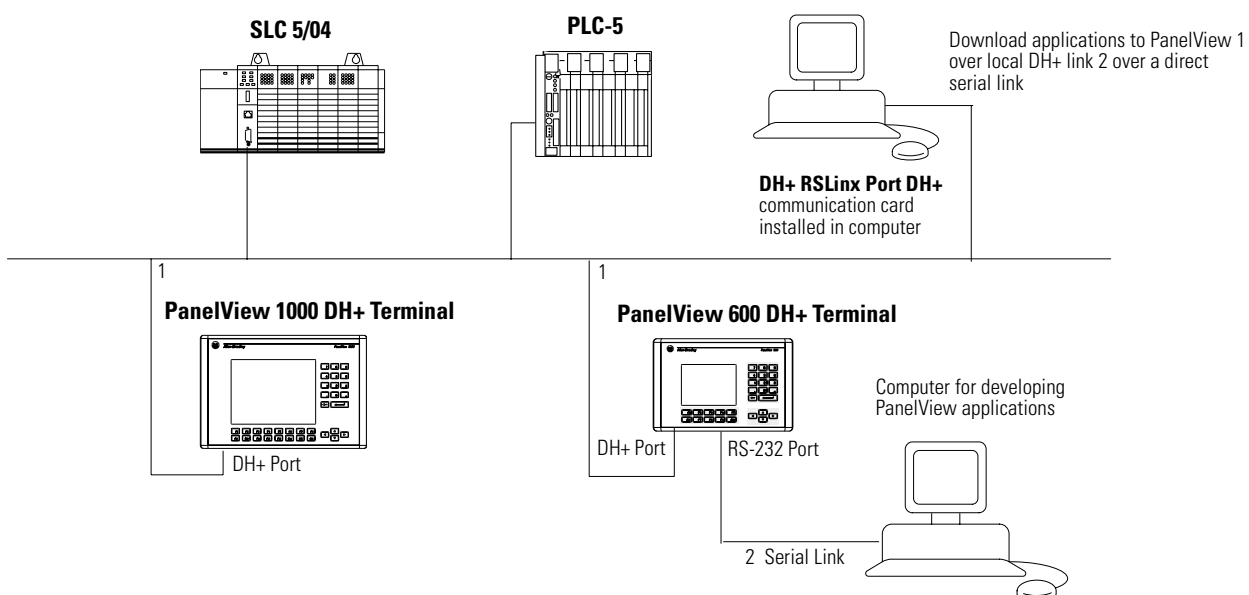 SLC 5/04
PLC-5
Download applications to PanelView 1
over local DH+ link 2 over a direct
serial link
DH+ RSLinx Port DH+
communication card
installed in computer
1
1
PanelView 1000 DH+ Terminal
PanelView 600 DH+ Terminal
Computer for developing
PanelView applications
DH+ Port
DH+ Port
RS-232 Port
2 Serial Link